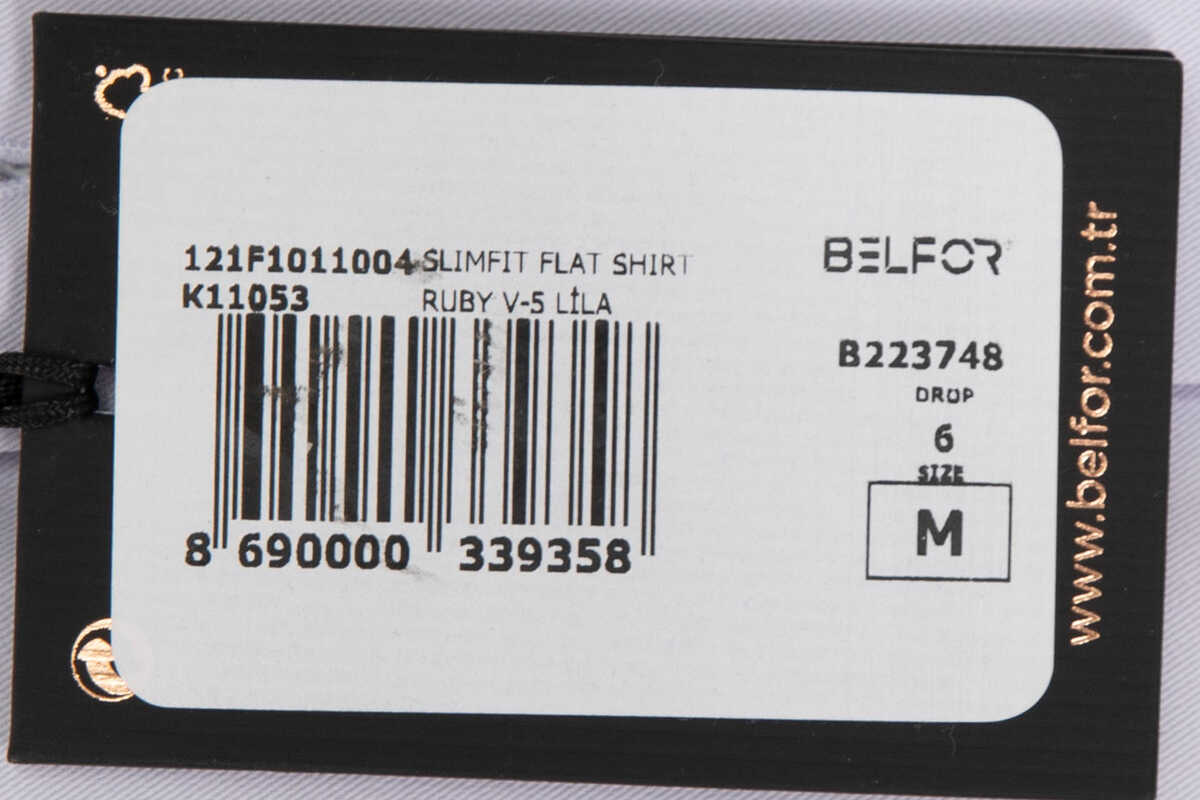 121F1011004 SLIMFIT FLAT SHIRT
K11053 RUBY V-5 LİLA
8 690000 339358
BELFOR
B223748
DROP
6
SIZE
M
www.belfor.com.tr